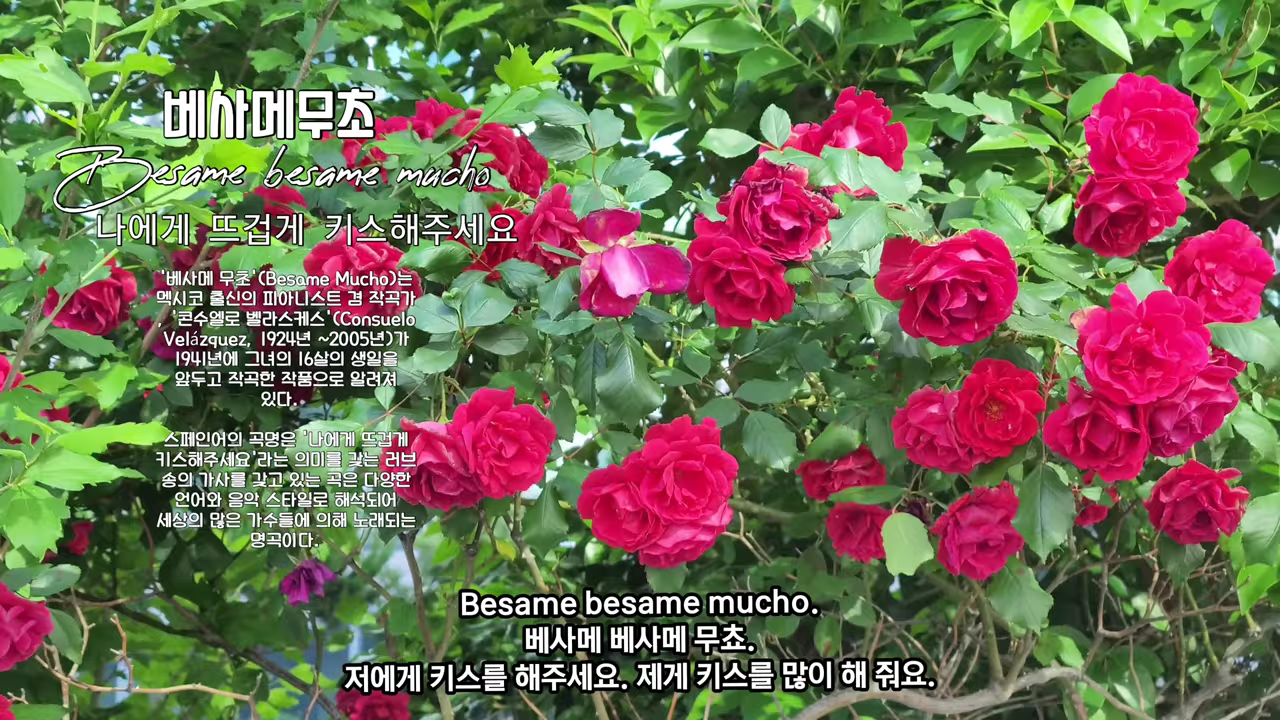 베사메무초
Besame besame mucho
나에게 뜨겁게 키스해주세요
'베사메 무초'(Besame Mucho)는
멕시코 출신의 피아니스트 겸 작곡가
, '콘수엘로 벨라스케스'(Consuelo
Velázquez, 1924년 ~2005년)가
1941년에 그녀의 16살의 생일을
앞두고 작곡한 작품으로 알려져
있다.
스페인어의 곡명은 '나에게 뜨겁게
키스해주세요'라는 의미를 갖는 러브
송의 가사를 갖고 있는 곡은 다양한
언어와 음악 스타일로 해석되어
세상의 많은 가수들에 의해 노래되는
명곡이다.
Besame besame mucho.
베사메 베사메 무쵸.
저에게 키스를 해주세요. 제게 키스를 많이 해 줘요.